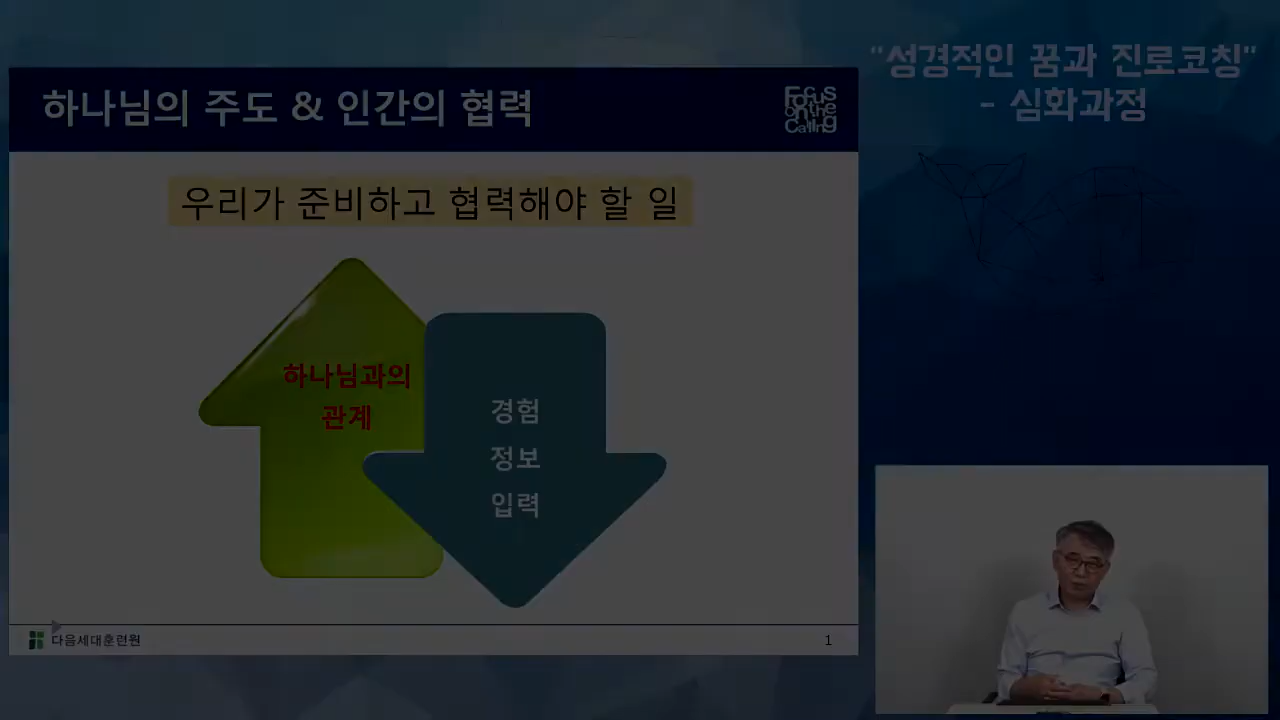 "성경적인 꿈과 진로코칭"
- 심화과정
하나님의 주도 & 인간의 협력
Focus
on the
Calling
우리가 준비하고 협력해야 할 일
하나님과의
관계
경험
정보
입력
다음세대훈련원
1